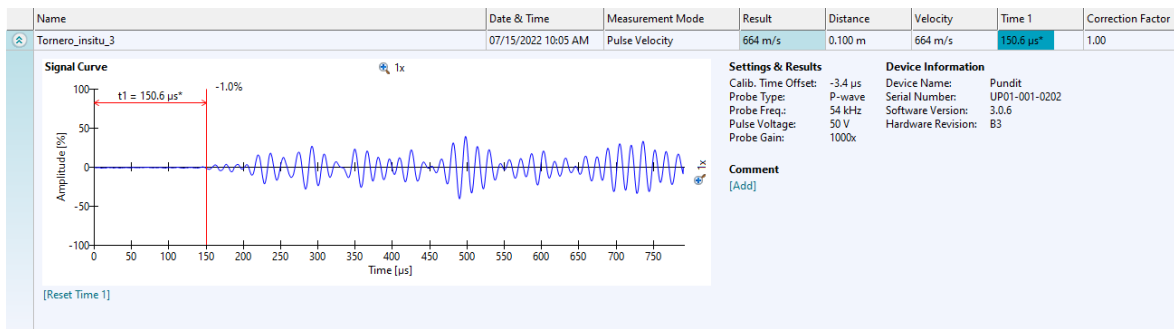 Name Date & Time Measurement Mode Result Distance Velocity Time 1 Correction Factor
Tornero_insitu_3 07/15/2022 10:05 AM Pulse Velocity 664 m/s 0.100 m 664 m/s 150.6 µs* 1.00
Signal Curve 1x
t1 = 150.6 µs* -1.0%
100
50
0
-50
-100
Amplitude [%]
1x
0 50 100 150 200 250 300 350 400 450 500 550 600 650 700 750
Time [µs]
[Reset Time 1]
Settings & Results
Calib. Time Offset: -3.4 µs
Probe Type: P-wave
Probe Freq.: 54 kHz
Pulse Voltage: 50 V
Probe Gain: 1000x
Device Information
Device Name: Pundit
Serial Number: UP01-001-0202
Software Version: 3.0.6
Hardware Revision: B3
Comment
[Add]